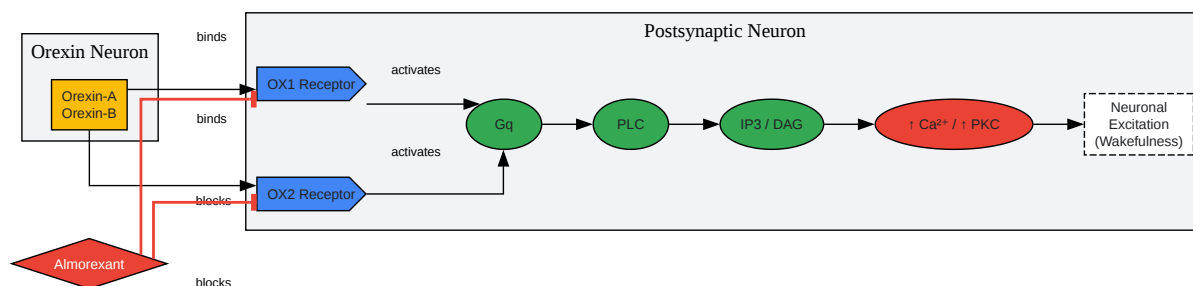 Postsynaptic Neuron
binds
Orexin Neuron
activates
OX1 Receptor
Orexin-A
Orexin-B
binds
Gq
PLC
IP3 / DAG
↑ Ca²⁺ / ↑ PKC
Neuronal
Excitation
(Wakefulness)
activates
OX2 Receptor
blocks
Almorexant
blocks